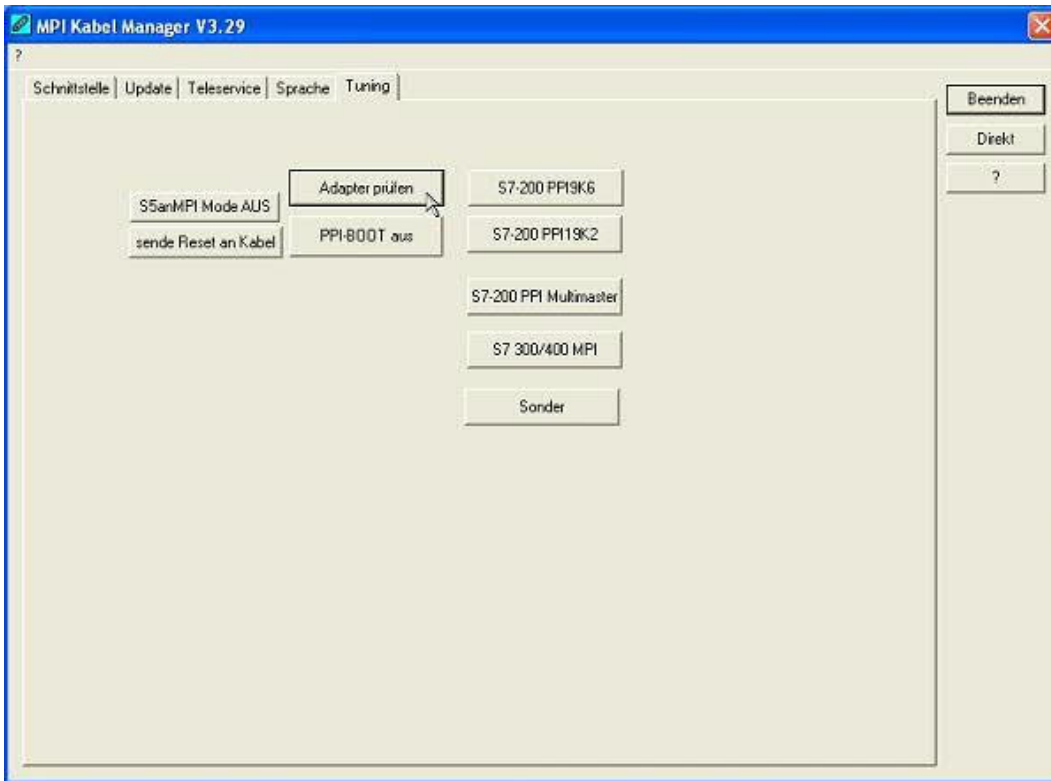 MPI Kabel Manager V3.29
?
Schnittstelle
Update
Teleservice
Sprache
Tuning
Beenden
Direkt
?
Adapter prüfen
S7-200 PPI9K6
S5anMPI Mode AUS
sende Reset an Kabel
PPI-BOOT aus
S7-200 PPI19K2
S7-200 PPI Multimaster
S7 300/400 MPI
Sonder